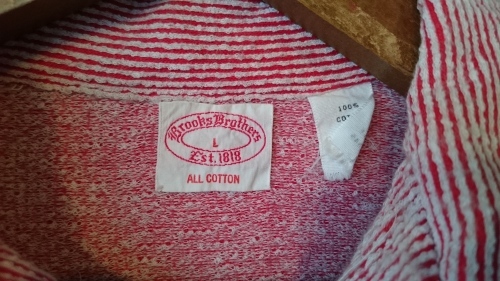 Brooks Brothers
L
Est. 1818
ALL COTTON
100%